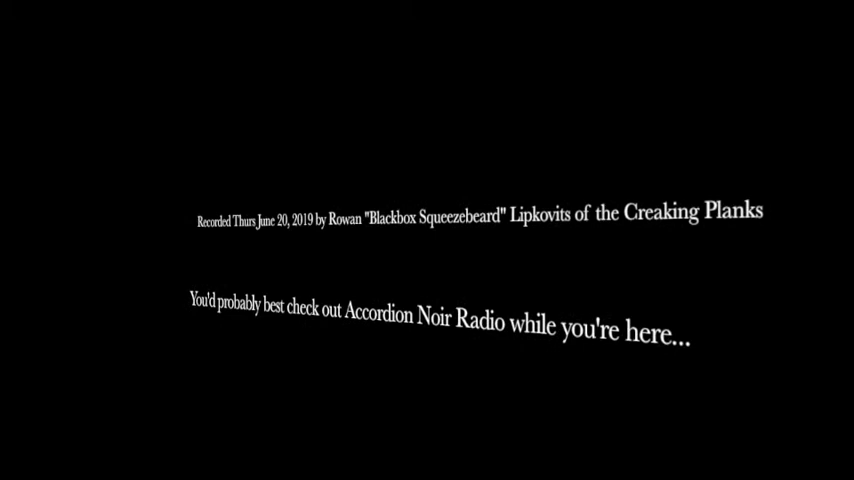 Recorded Thurs June 20, 2019 by Rowan "Blackbox Squeezebeard" Lipkovits of the Creaking Planks
You'd probably best check out Accordion Noir Radio while you're here...